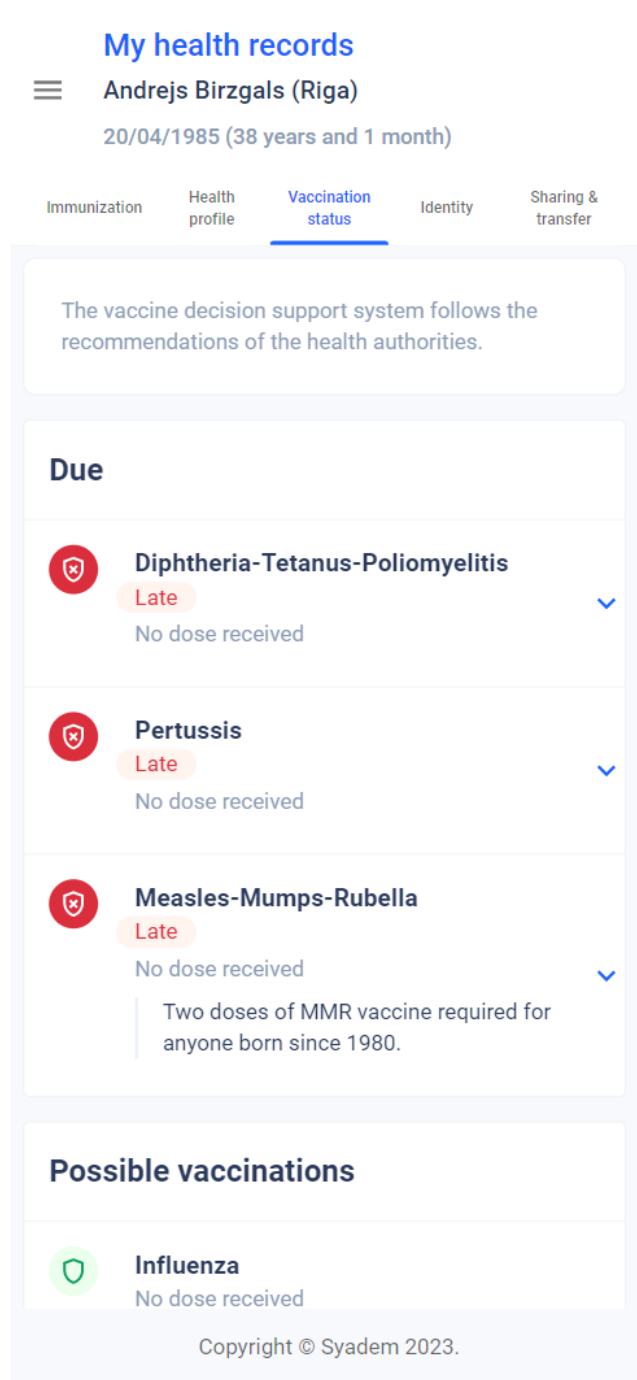 My health records
Andrejs Birzgals (Riga)
20/04/1985 (38 years and 1 month)
Immunization
Health
profile
Vaccination
status
Identity
Sharing &
transfer
The vaccine decision support system follows the
recommendations of the health authorities.
Due
Diphtheria-Tetanus-Poliomyelitis
Late
No dose received
Pertussis
Late
No dose received
Measles-Mumps-Rubella
Late
No dose received
Two doses of MMR vaccine required for
anyone born since 1980.
Possible vaccinations
Influenza
No dose received
Copyright © Syadem 2023.